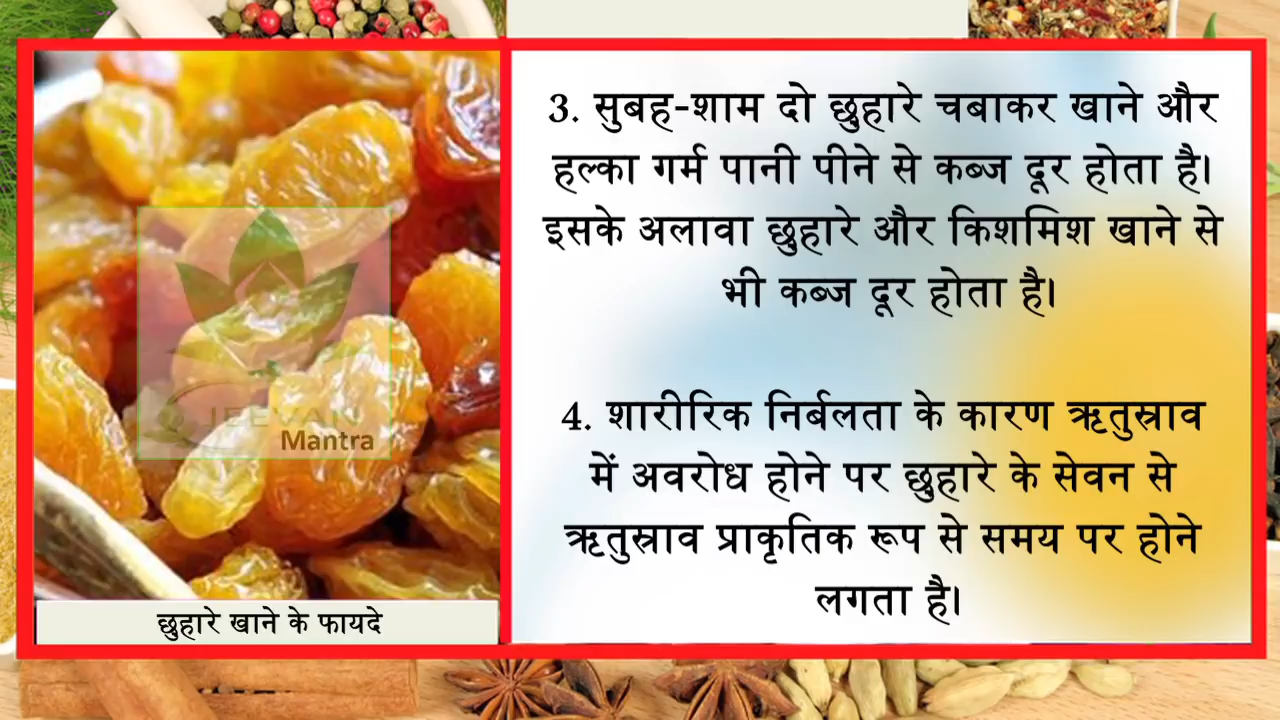 3. सुबह-शाम दो छुहारे चबाकर खाने और
हल्का गर्म पानी पीने से कब्ज दूर होता है।
इसके अलावा छुहारे और किशमिश खाने से
भी कब्ज दूर होता है।
4. शारीरिक निर्बलता के कारण ऋतुस्राव
में अवरोध होने पर छुहारे के सेवन से
ऋतुस्राव प्राकृतिक रूप से समय पर होने
लगता है।
JEEVAN
Mantra
छुहारे खाने के फायदे